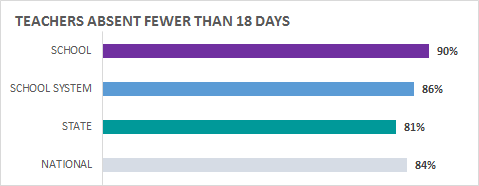 TEACHERS ABSENT FEWER THAN 18 DAYS
SCHOOL 90%
SCHOOL SYSTEM 86%
STATE 81%
NATIONAL 84%